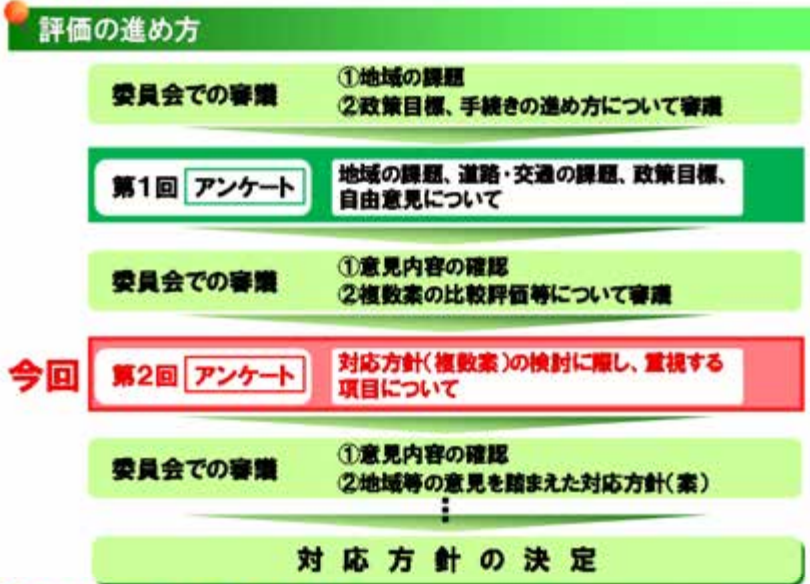 評価の進め方
委員会での審議
①地域の課題
②政策目標、手続きの進め方について審議
第1回 アンケート
地域の課題、道路・交通の課題、政策目標、
自由意見について
委員会での審議
①意見内容の確認
②複数案の比較評価等について審議
今回
第2回 アンケート
対応方針(複数案)の検討に際し、重視する
項目について
委員会での審議
①意見内容の確認
②地域等の意見を踏まえた対応方針(案)
対応方針の決定